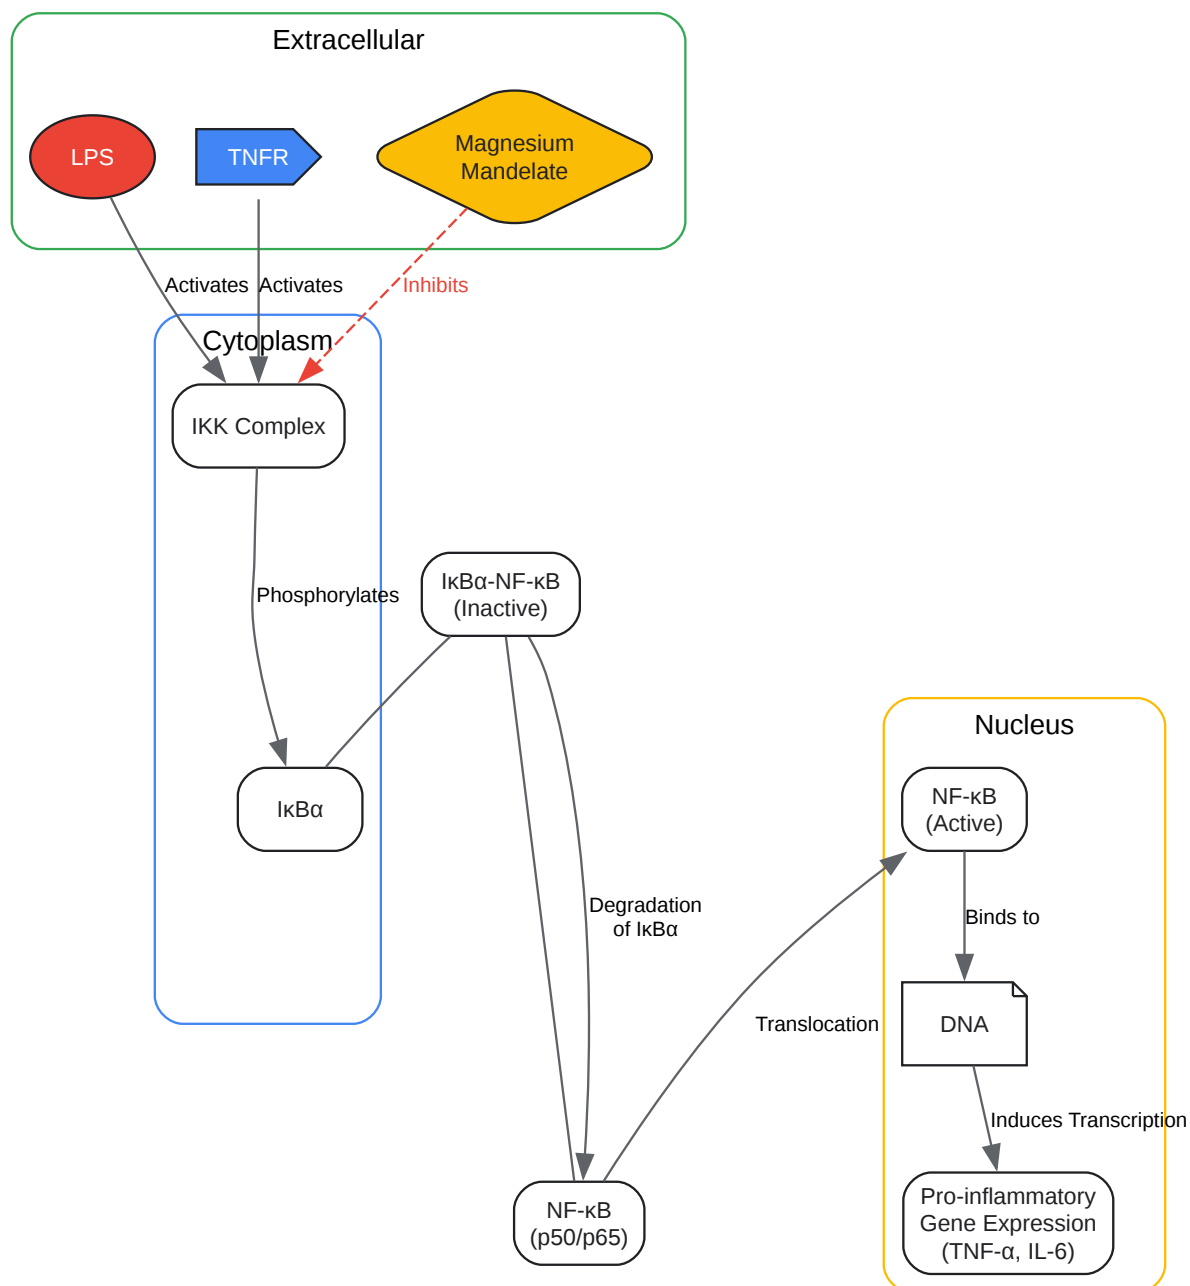 Extracellular
LPS
TNFR
Magnesium
Mandelate
Activates
Activates
Inhibits
Cytoplasm
IKK Complex
Phosphorylates
IκBα-NF-κB
(Inactive)
IκBα
Degradation
of IκBα
NF-κB
(p50/p65)
Translocation
Nucleus
NF-κB
(Active)
Binds to
DNA
Induces Transcription
Pro-inflammatory
Gene Expression
(TNF-α, IL-6)